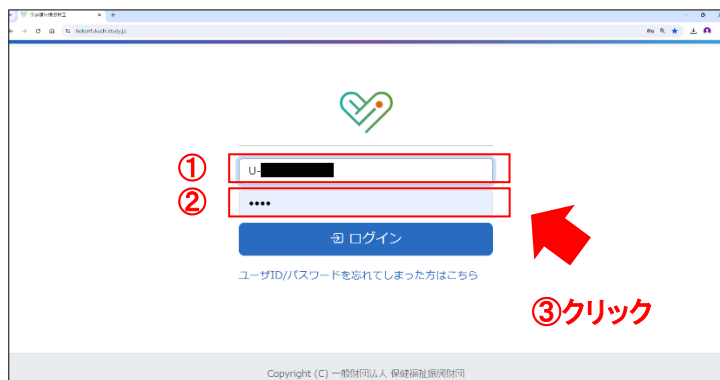 ①
U-
②
••••
ログイン
ユーザID/パスワードを忘れてしまった方はこちら
③クリック
Copyright (C) 一般財団法人 保健福祉振興財団